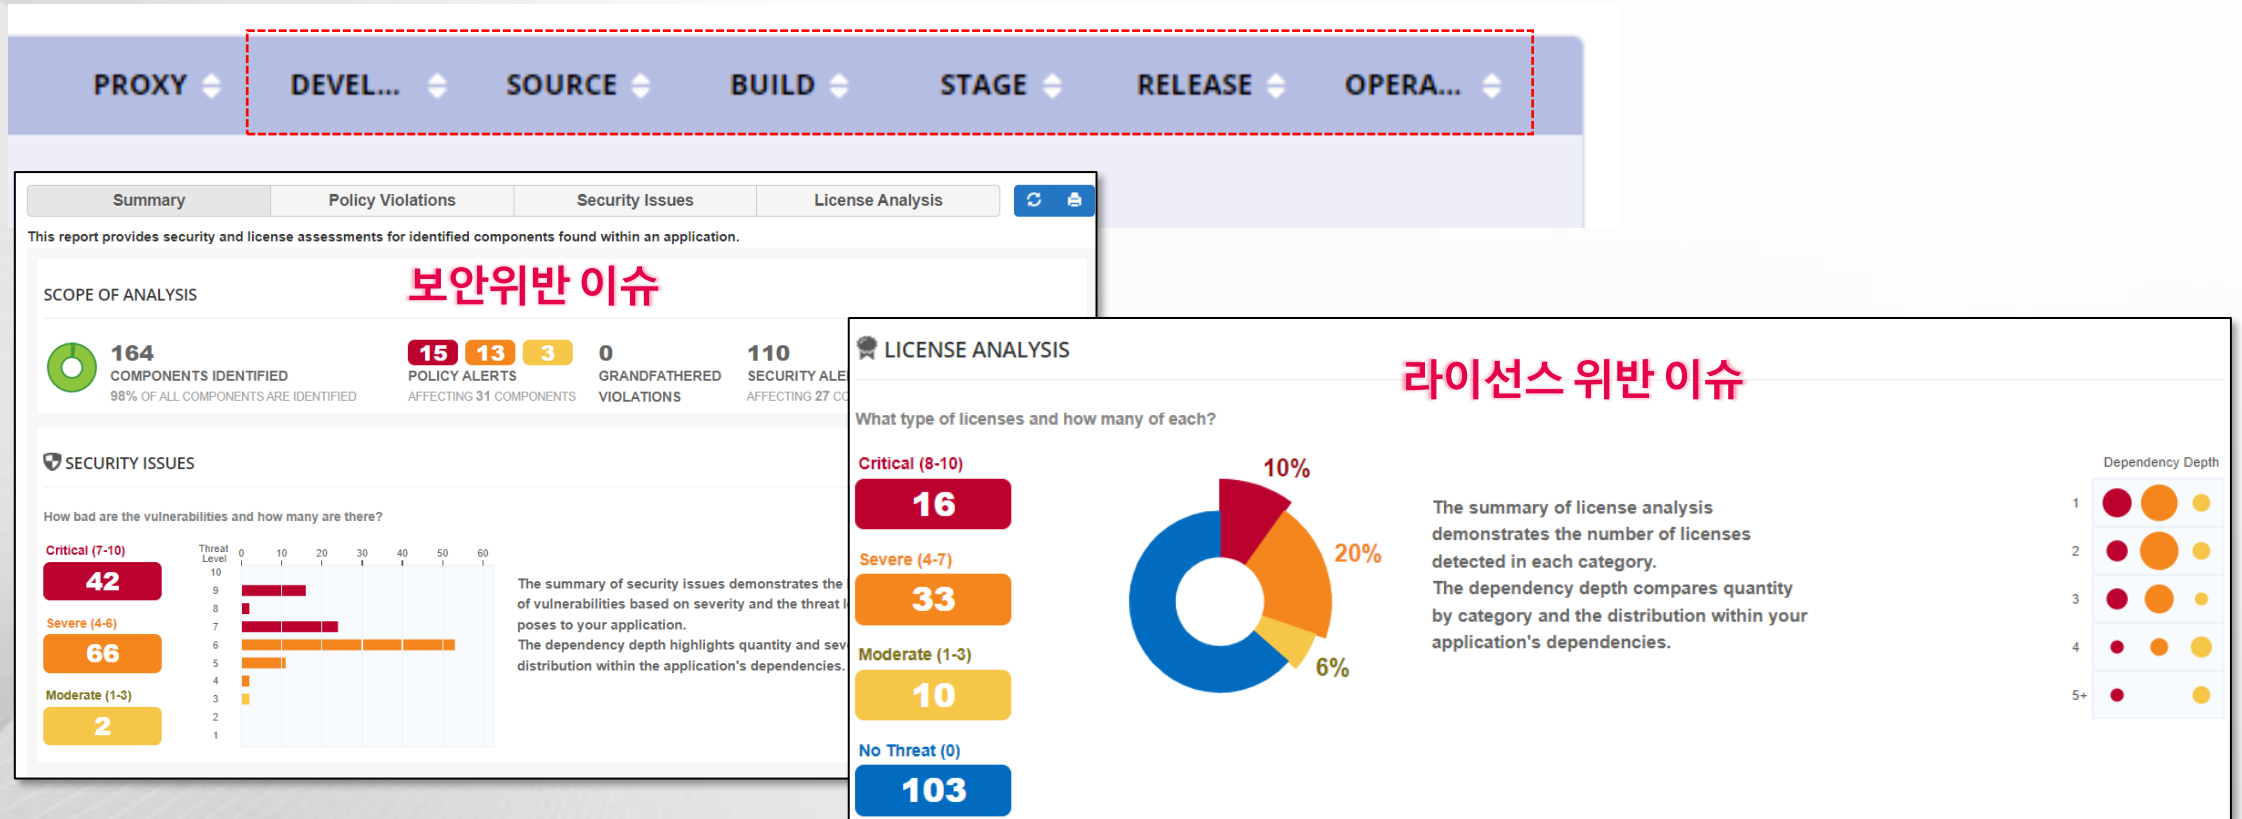 PROXY DEVEL... SOURCE BUILD STAGE RELEASE OPERA...
Summary Policy Violations Security Issues License Analysis
This report provides security and license assessments for identified components found within an application.
보안위반 이슈
SCOPE OF ANALYSIS
164
COMPONENTS IDENTIFIED
98% OF ALL COMPONENTS ARE IDENTIFIED
15 13 3
POLICY ALERTS
AFFECTING 31 COMPONENTS
0
GRANDFATHERED
VIOLATIONS
110
SECURITY ALE
AFFECTING 27 CO
SECURITY ISSUES
How bad are the vulnerabilities and how many are there?
Critical (7-10)
42
Severe (4-6)
66
Moderate (1-3)
2
Threat
Level
0 10 20 30 40 50 60
10
9
8
7
6
5
4
3
2
1
The summary of security issues demonstrates the
of vulnerabilities based on severity and the threat l
poses to your application.
The dependency depth highlights quantity and sev
distribution within the application's dependencies.
LICENSE ANALYSIS
라이선스 위반 이슈
What type of licenses and how many of each?
Critical (8-10)
16
Severe (4-7)
33
Moderate (1-3)
10
No Threat (0)
103
10%
20%
6%
The summary of license analysis
demonstrates the number of licenses
detected in each category.
The dependency depth compares quantity
by category and the distribution within your
application's dependencies.
Dependency Depth
1
2
3
4
5+